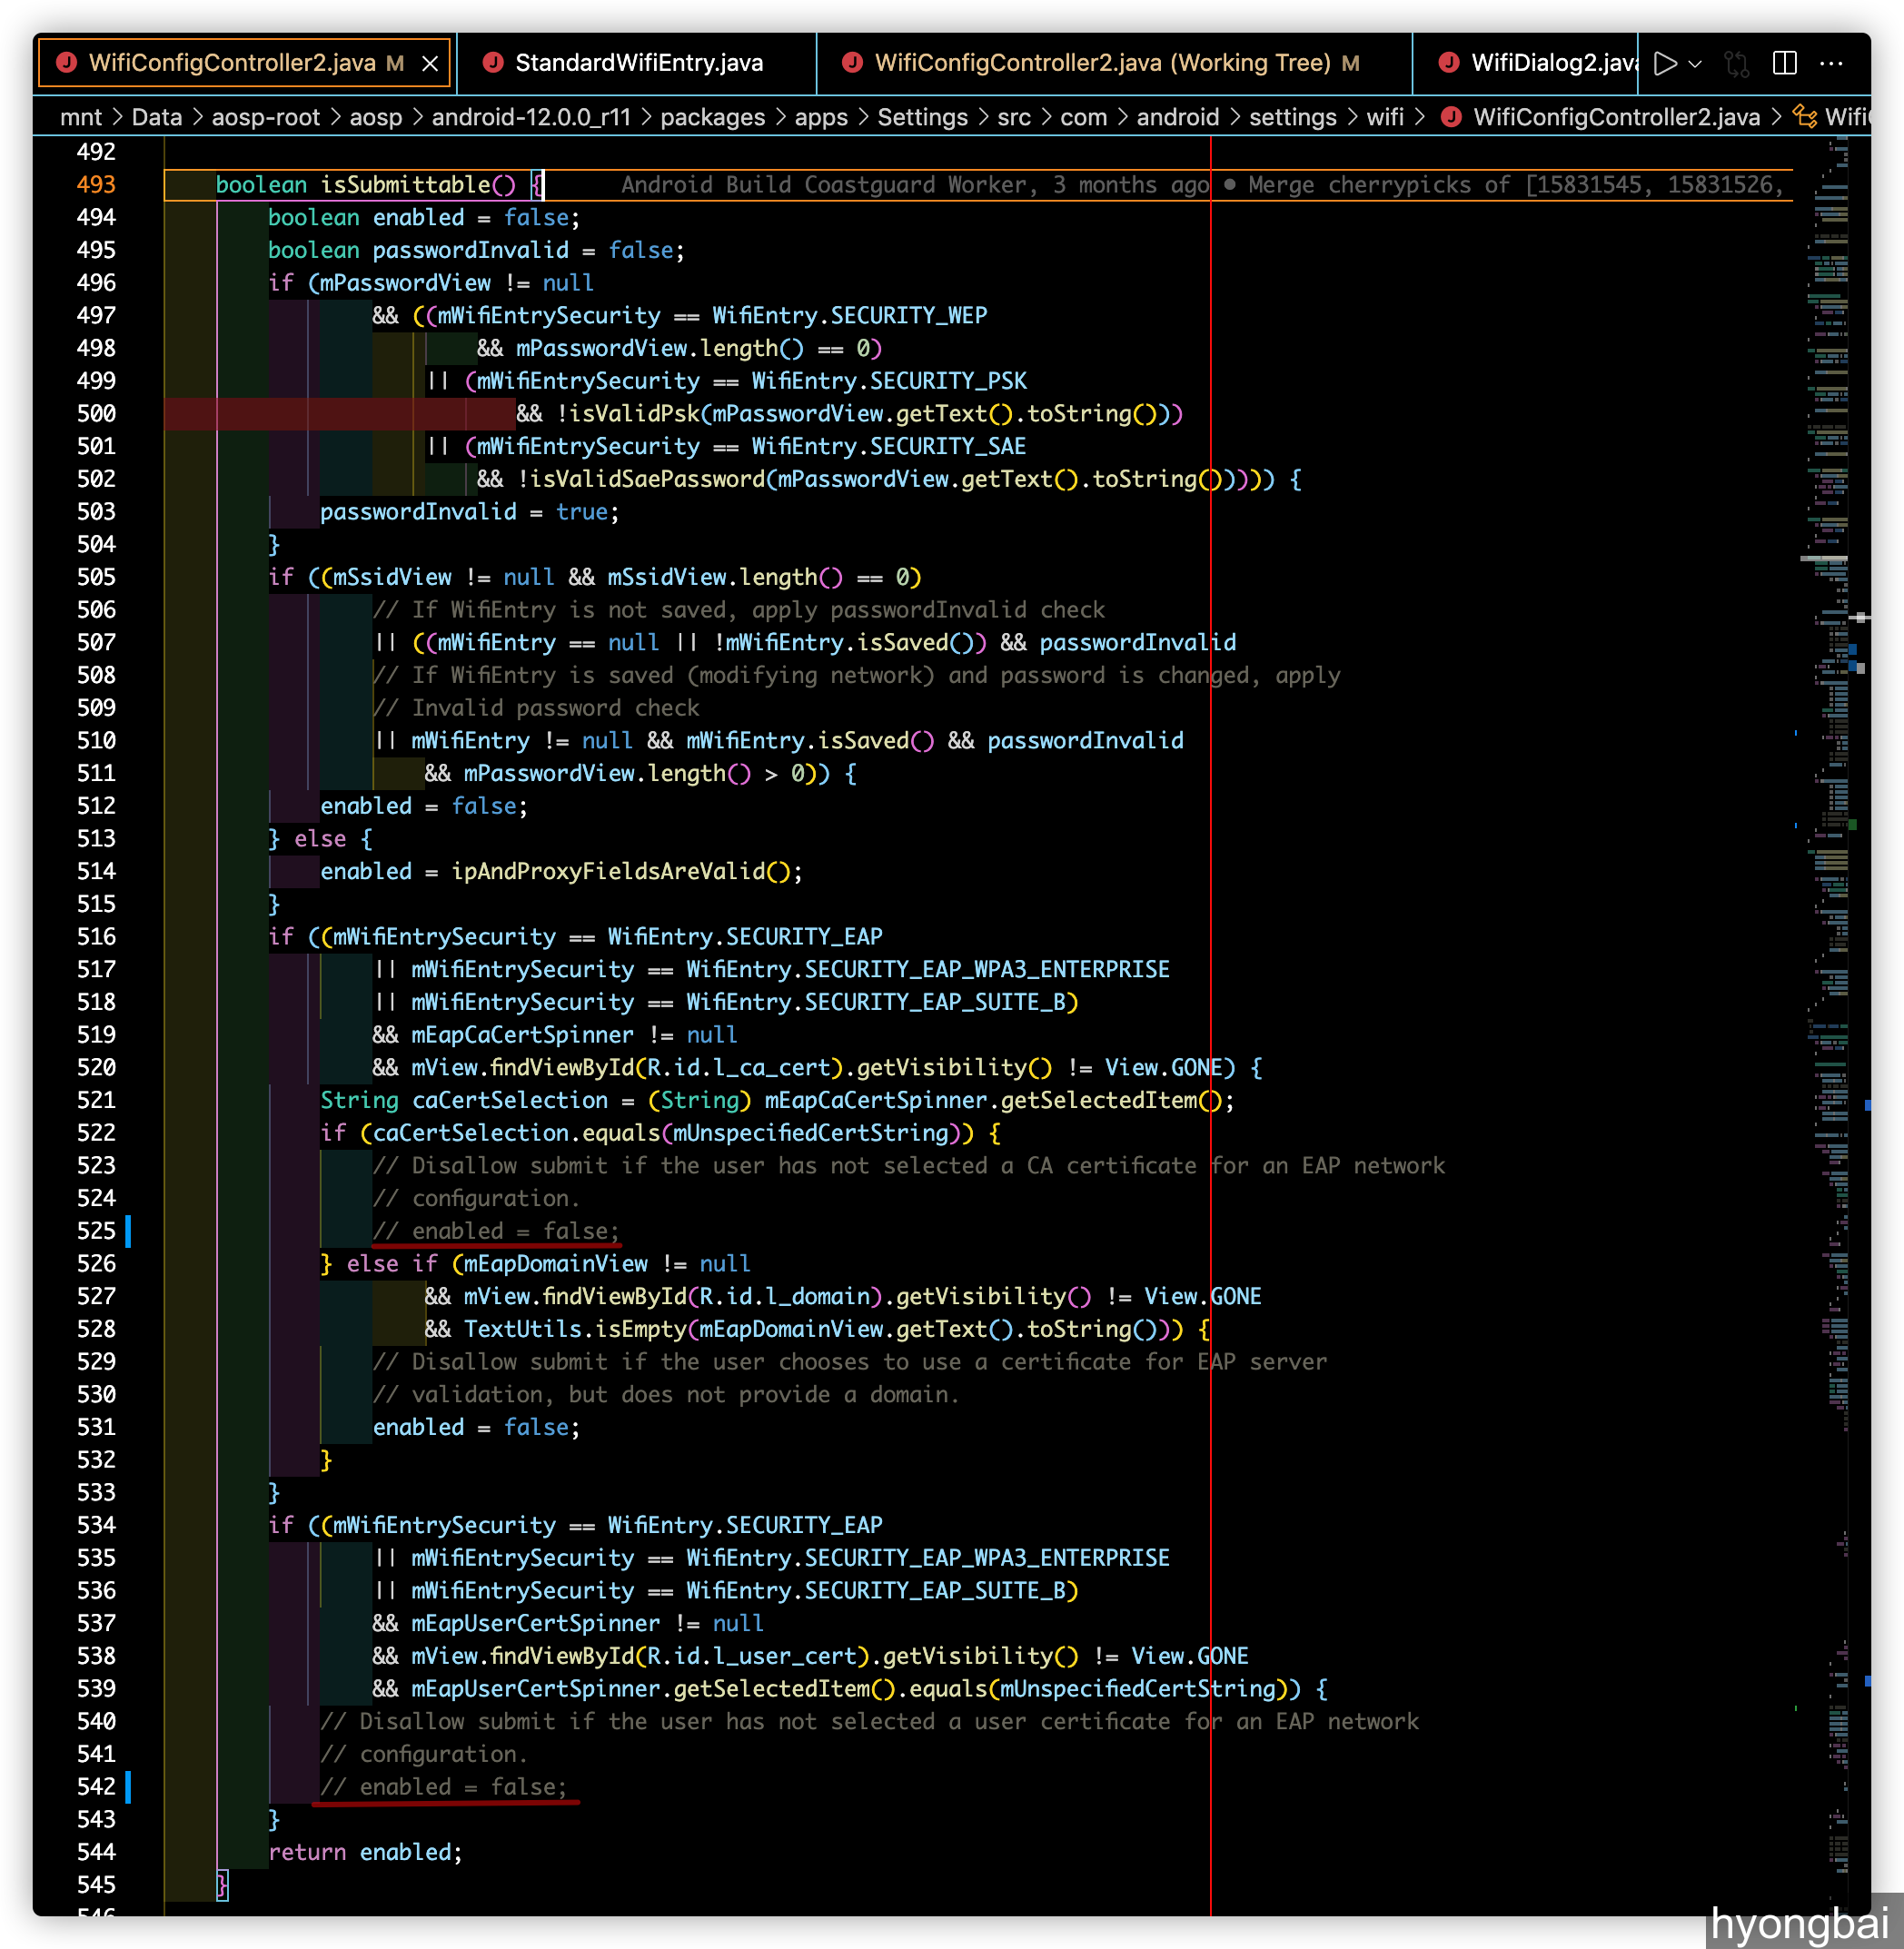 WifiConfigController2.java M
StandardWifiEntry.java
WifiConfigController2.java (Working Tree) M
WifiDialog2.java
mnt > Data > aosp-root > aosp > android-12.0.0_r11 > packages > apps > Settings > src > com > android > settings > wifi > WifiConfigController2.java >
492
493 boolean isSubmittable() { Android Build Coastguard Worker, 3 months ago • Merge cherrypicks of [15831545, 15831526,
494 boolean enabled = false;
495 boolean passwordInvalid = false;
496 if (mPasswordView != null
497 && ((mWifiEntrySecurity == WifiEntry.SECURITY_WEP
498 && mPasswordView.length() == 0)
499 || (mWifiEntrySecurity == WifiEntry.SECURITY_PSK
500 && !isValidPsk(mPasswordView.getText().toString()))
501 || (mWifiEntrySecurity == WifiEntry.SECURITY_SAE
502 && !isValidSaePassword(mPasswordView.getText().toString())))) {
503 passwordInvalid = true;
504 }
505 if ((mSsidView != null && mSsidView.length() == 0)
506 // If WifiEntry is not saved, apply passwordInvalid check
507 || ((mWifiEntry == null || !mWifiEntry.isSaved()) && passwordInvalid
508 // If WifiEntry is saved (modifying network) and password is changed, apply
509 // Invalid password check
510 || mWifiEntry != null && mWifiEntry.isSaved() && passwordInvalid
511 && mPasswordView.length() > 0)) {
512 enabled = false;
513 } else {
514 enabled = ipAndProxyFieldsAreValid();
515 }
516 if ((mWifiEntrySecurity == WifiEntry.SECURITY_EAP
517 || mWifiEntrySecurity == WifiEntry.SECURITY_EAP_WPA3_ENTERPRISE
518 || mWifiEntrySecurity == WifiEntry.SECURITY_EAP_SUITE_B)
519 && mEapCaCertSpinner != null
520 && mView.findViewById(R.id.l_ca_cert).getVisibility() != View.GONE) {
521 String caCertSelection = (String) mEapCaCertSpinner.getSelectedItem();
522 if (caCertSelection.equals(mUnspecifiedCertString)) {
523 // Disallow submit if the user has not selected a CA certificate for an EAP network
524 // configuration.
525 // enabled = false;
526 } else if (mEapDomainView != null
527 && mView.findViewById(R.id.l_domain).getVisibility() != View.GONE
528 && TextUtils.isEmpty(mEapDomainView.getText().toString())) {
529 // Disallow submit if the user chooses to use a certificate for EAP server
530 // validation, but does not provide a domain.
531 enabled = false;
532 }
533 }
534 if ((mWifiEntrySecurity == WifiEntry.SECURITY_EAP
535 || mWifiEntrySecurity == WifiEntry.SECURITY_EAP_WPA3_ENTERPRISE
536 || mWifiEntrySecurity == WifiEntry.SECURITY_EAP_SUITE_B)
537 && mEapUserCertSpinner != null
538 && mView.findViewById(R.id.l_user_cert).getVisibility() != View.GONE
539 && mEapUserCertSpinner.getSelectedItem().equals(mUnspecifiedCertString)) {
540 // Disallow submit if the user has not selected a user certificate for an EAP network
541 // configuration.
542 // enabled = false;
543 }
544 return enabled;
545 }
hyongbai